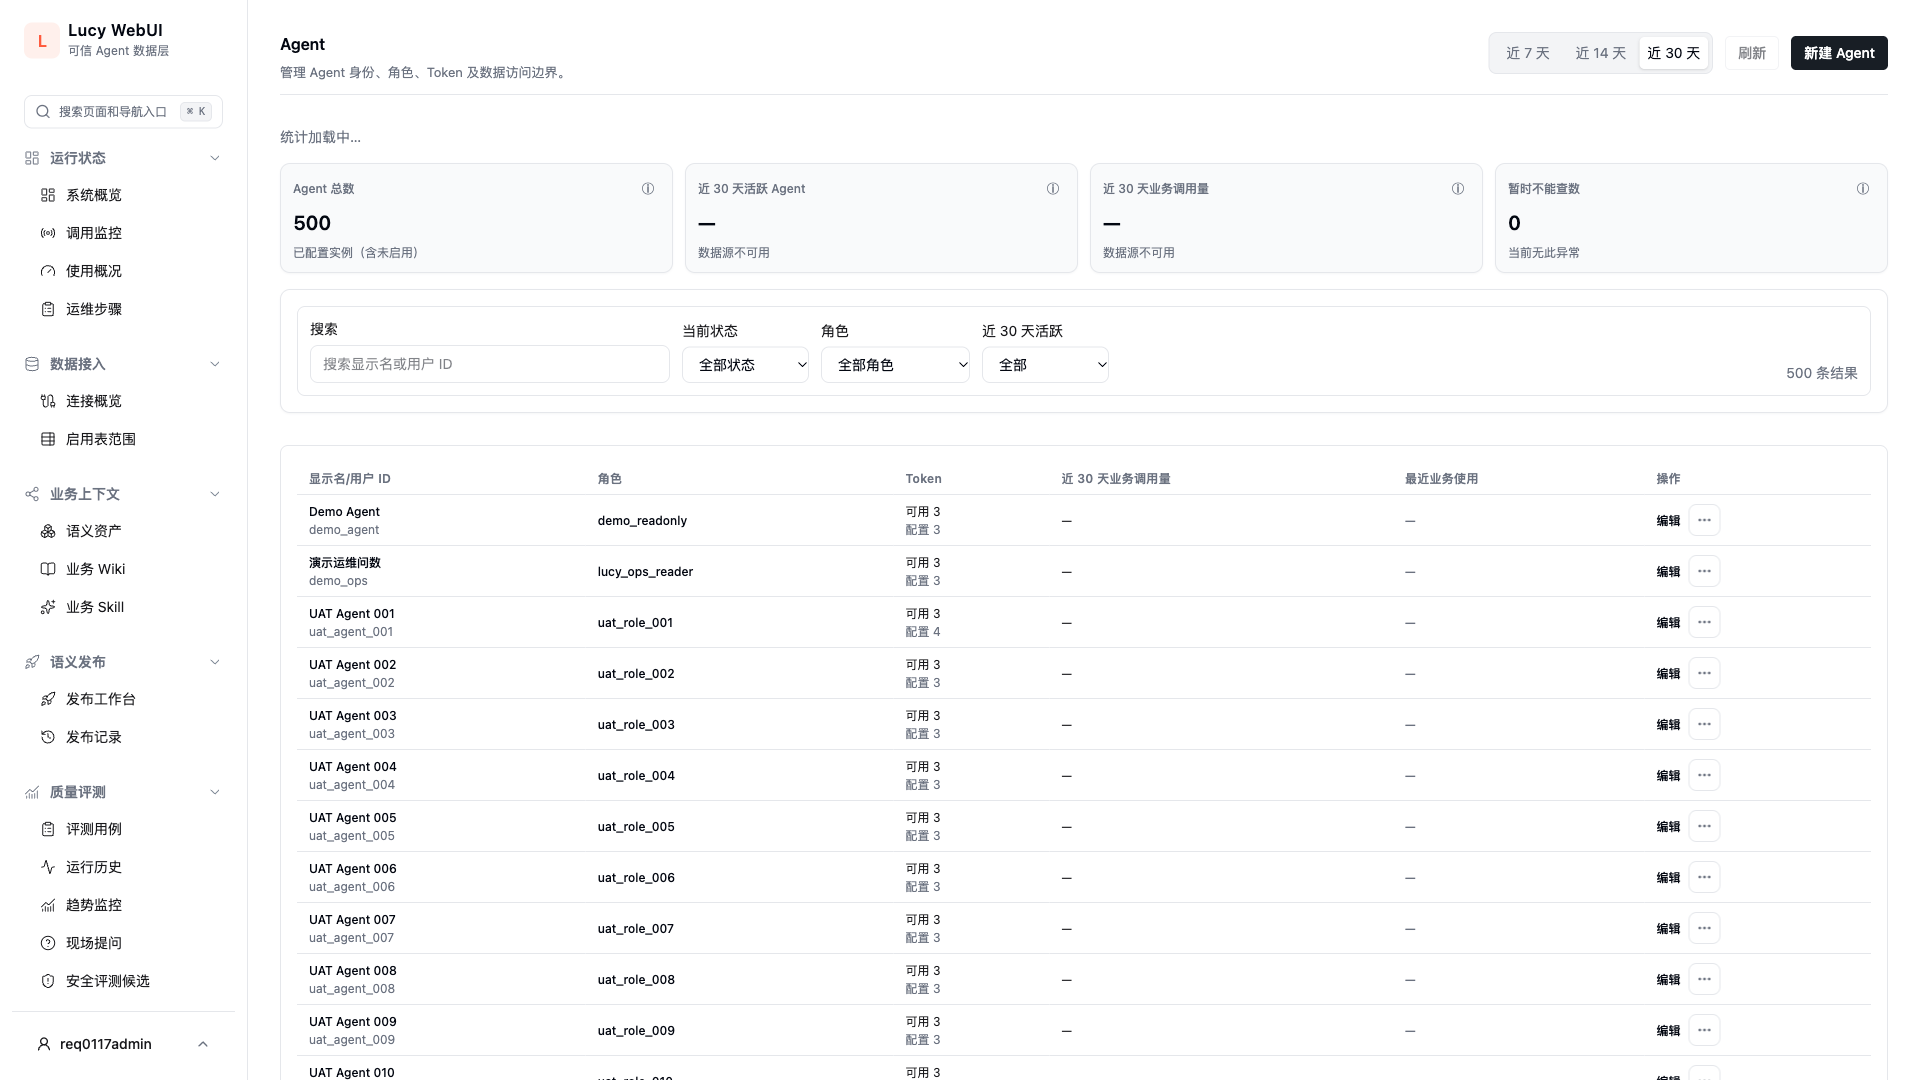 L
Lucy WebUI
可信 Agent 数据层
搜索页面和导航入口 ⌘ K
运行状态
系统概览
调用监控
使用概况
运维步骤
数据接入
连接概览
启用表范围
业务上下文
语义资产
业务 Wiki
业务 Skill
语义发布
发布工作台
发布记录
质量评测
评测用例
运行历史
趋势监控
现场提问
安全评测候选
req0117admin
Agent
管理 Agent 身份、角色、Token 及数据访问边界。
近 7 天 近 14 天 近 30 天 刷新 新建 Agent
统计加载中...
Agent 总数
500
已配置实例（含未启用）
近 30 天活跃 Agent
—
数据源不可用
近 30 天业务调用量
—
数据源不可用
暂时不能查数
0
当前无此异常
搜索
搜索显示名或用户 ID
当前状态
全部状态
角色
全部角色
近 30 天活跃
全部
500 条结果
显示名/用户 ID 角色 Token 近 30 天业务调用量 最近业务使用 操作
Demo Agent
demo_agent
demo_readonly
可用 3
配置 3
— — 编辑 ···
演示运维问数
demo_ops
lucy_ops_reader
可用 3
配置 3
— — 编辑 ···
UAT Agent 001
uat_agent_001
uat_role_001
可用 3
配置 4
— — 编辑 ···
UAT Agent 002
uat_agent_002
uat_role_002
可用 3
配置 3
— — 编辑 ···
UAT Agent 003
uat_agent_003
uat_role_003
可用 3
配置 3
— — 编辑 ···
UAT Agent 004
uat_agent_004
uat_role_004
可用 3
配置 3
— — 编辑 ···
UAT Agent 005
uat_agent_005
uat_role_005
可用 3
配置 3
— — 编辑 ···
UAT Agent 006
uat_agent_006
uat_role_006
可用 3
配置 3
— — 编辑 ···
UAT Agent 007
uat_agent_007
uat_role_007
可用 3
配置 3
— — 编辑 ···
UAT Agent 008
uat_agent_008
uat_role_008
可用 3
配置 3
— — 编辑 ···
UAT Agent 009
uat_agent_009
uat_role_009
可用 3
配置 3
— — 编辑 ···
UAT Agent 010
可用 3